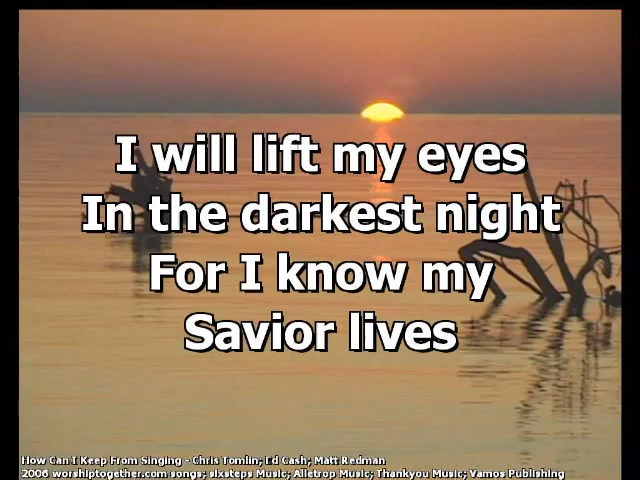 I will lift my eyes
In the darkest night
For I know my
Savior lives
How Can I Keep From Singing - Chris Tomlin; Ed Cash; Matt Redman
2006 worshiptogether.com songs; sixsteps Music; Alletrop Music; Thankyou Music; Vamos Publishing